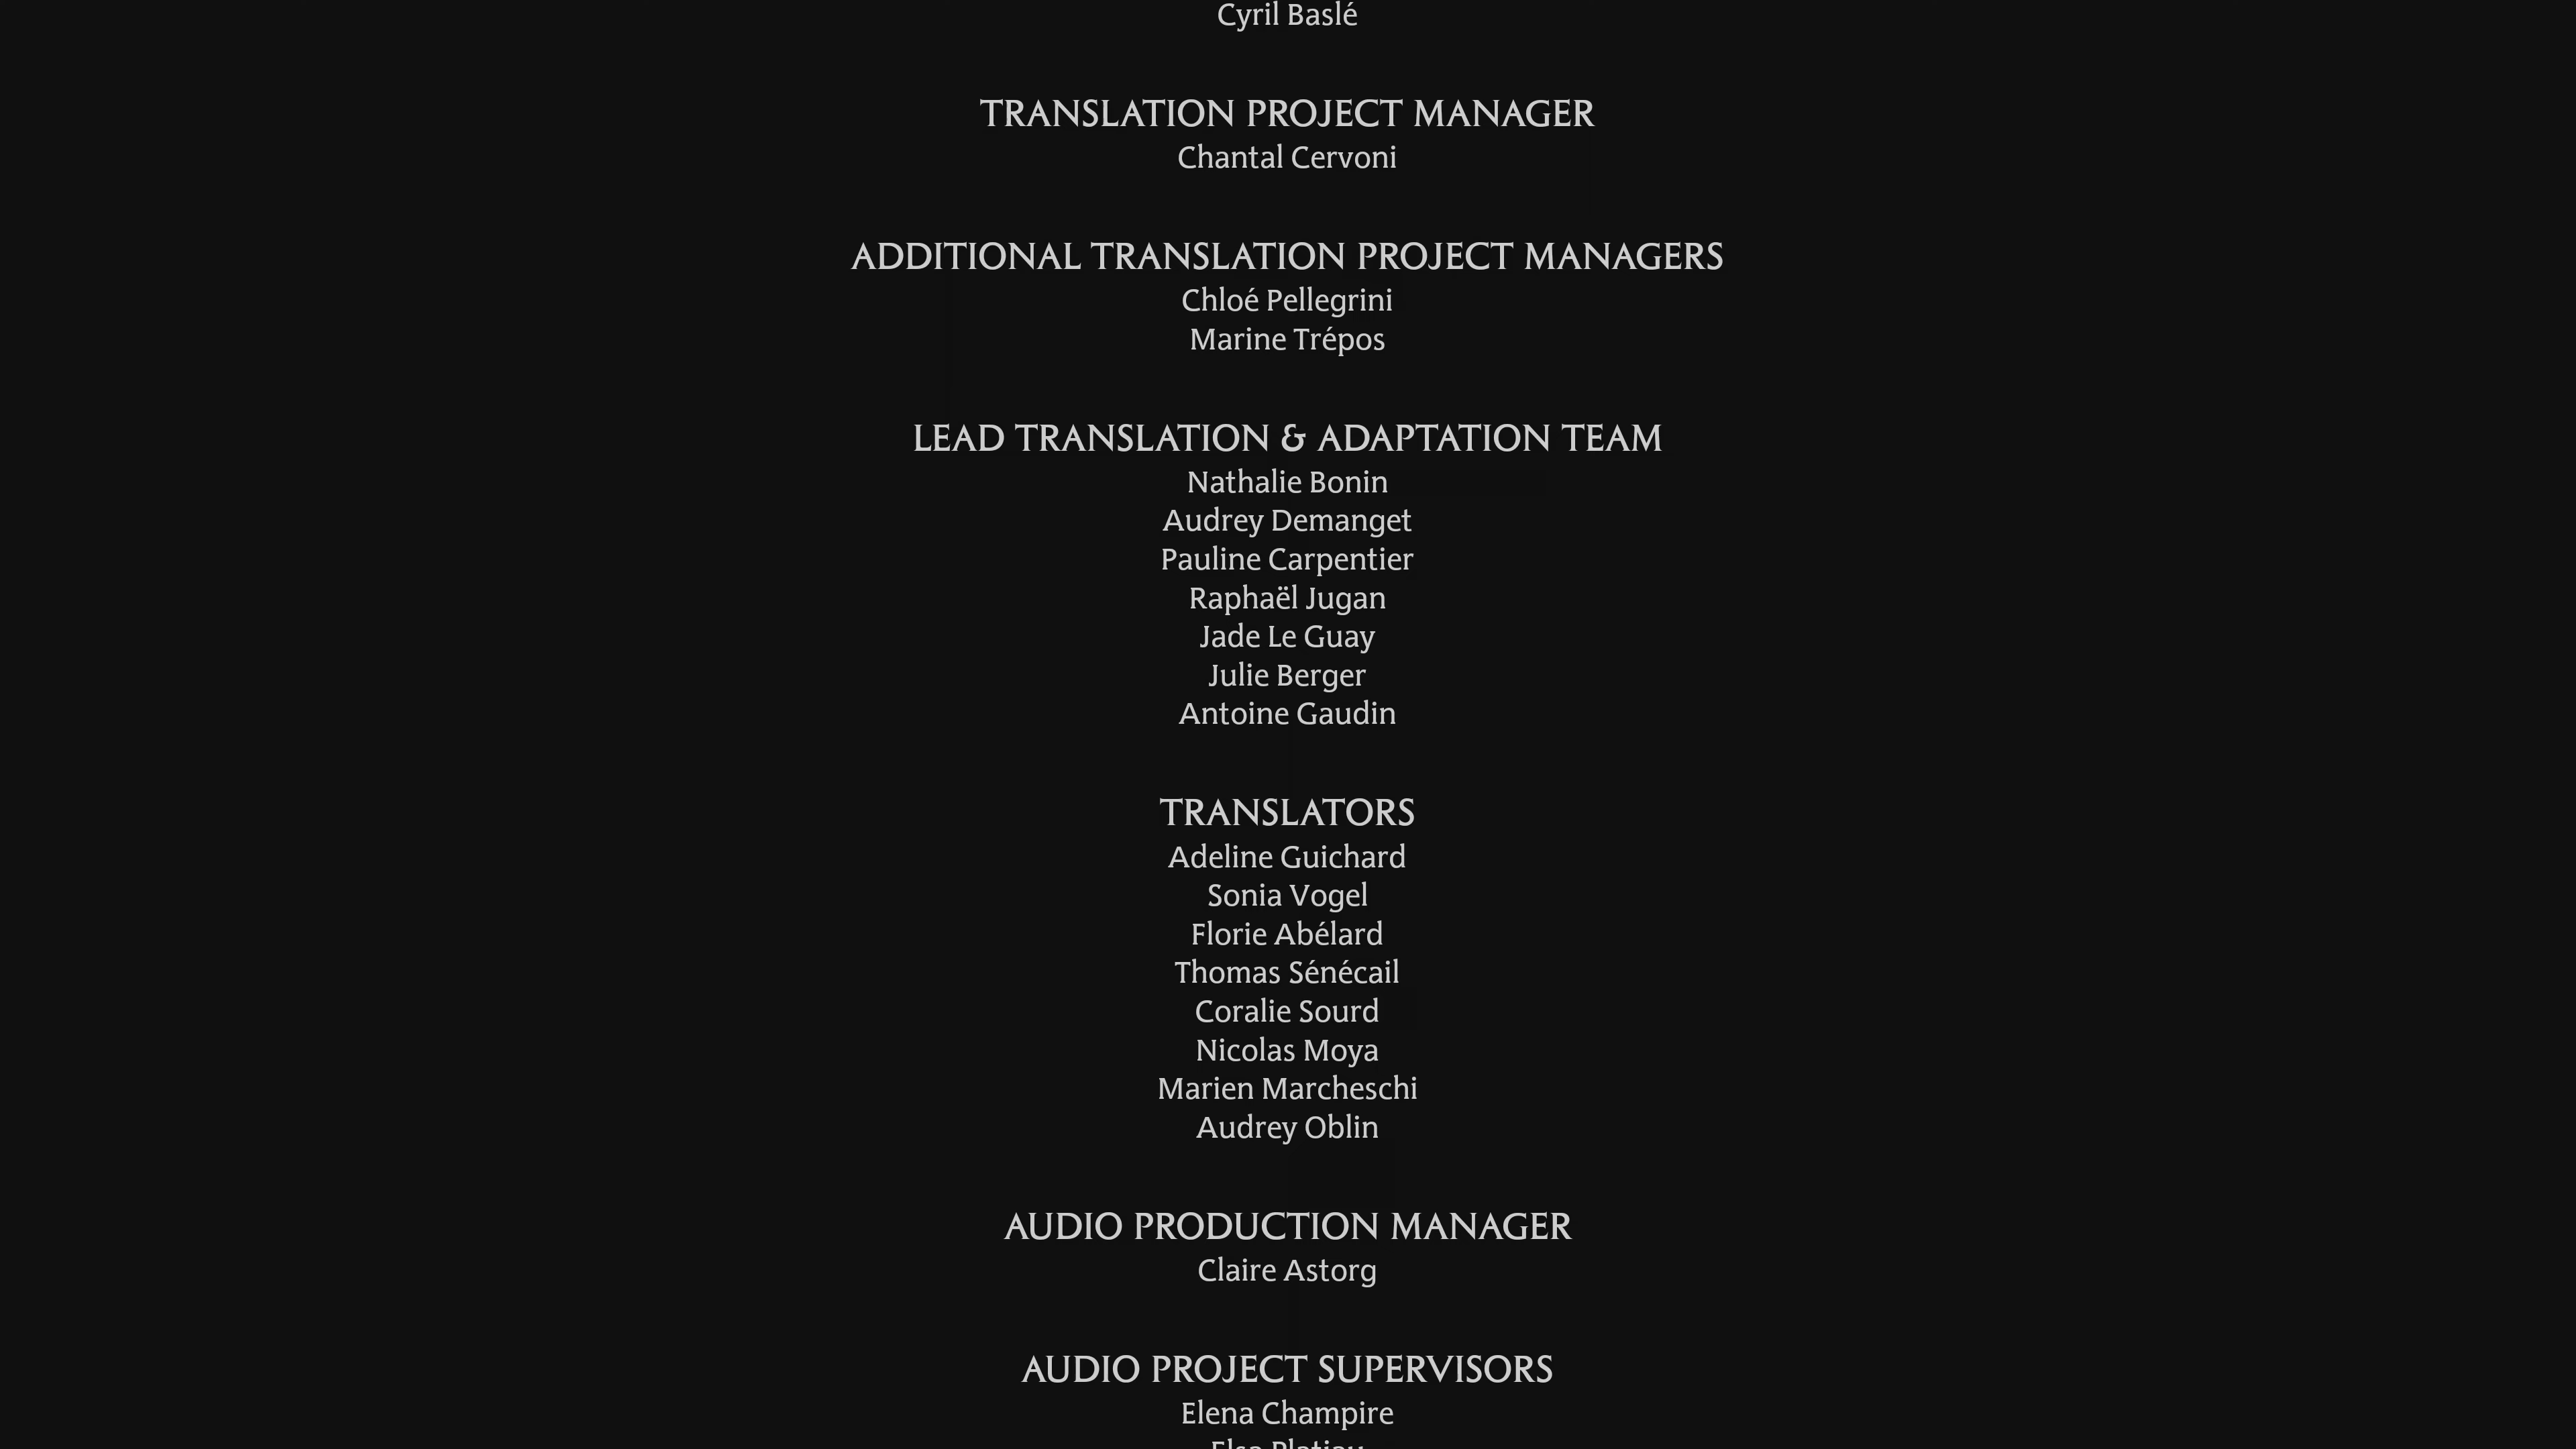 Cyril Baslé
TRANSLATION PROJECT MANAGER
Chantal Cervoni
ADDITIONAL TRANSLATION PROJECT MANAGERS
Chloé Pellegrini
Marine Trépos
LEAD TRANSLATION & ADAPTATION TEAM
Nathalie Bonin
Audrey Demanget
Pauline Carpentier
Raphaël Jugan
Jade Le Guay
Julie Berger
Antoine Gaudin
TRANSLATORS
Adeline Guichard
Sonia Vogel
Florie Abélard
Thomas Sénécail
Coralie Sourd
Nicolas Moya
Marien Marcheschi
Audrey Oblin
AUDIO PRODUCTION MANAGER
Claire Astorg
AUDIO PROJECT SUPERVISORS
Elena Champire